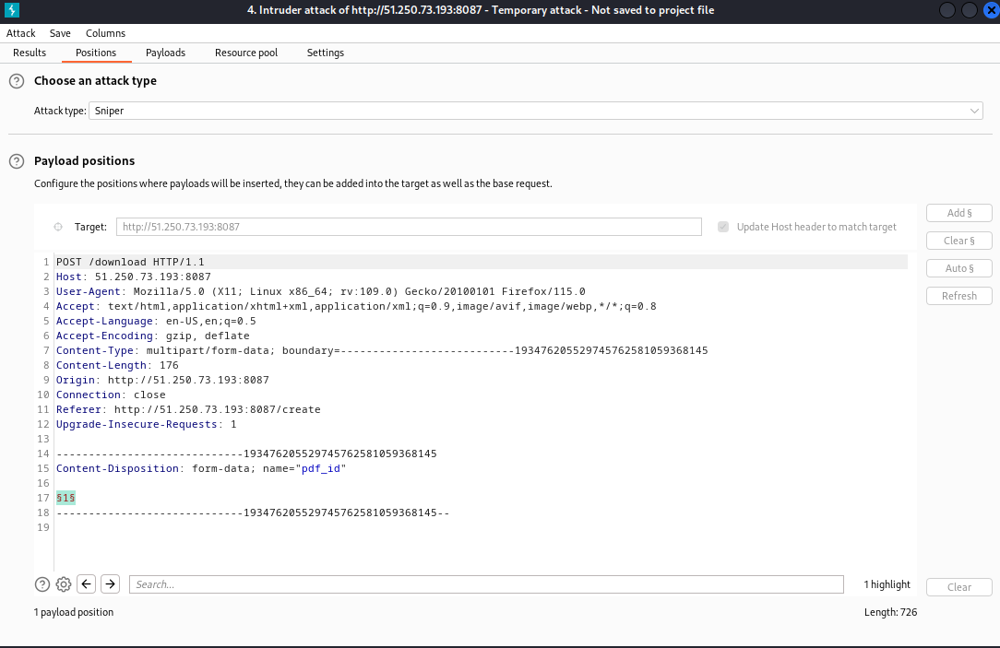 4. Intruder attack of http://51.250.73.193:8087 - Temporary attack - Not saved to project file
Attack Save Columns
Results Positions Payloads Resource pool Settings
? Choose an attack type
Attack type: Sniper
? Payload positions
Configure the positions where payloads will be inserted, they can be added into the target as well as the base request.
Target: http://51.250.73.193:8087 Update Host header to match target
Add §
Clear §
Auto §
Refresh
1 POST /download HTTP/1.1
2 Host: 51.250.73.193:8087
3 User-Agent: Mozilla/5.0 (X11; Linux x86_64; rv:109.0) Gecko/20100101 Firefox/115.0
4 Accept: text/html,application/xhtml+xml,application/xml;q=0.9,image/avif,image/webp,*/*;q=0.8
5 Accept-Language: en-US,en;q=0.5
6 Accept-Encoding: gzip, deflate
7 Content-Type: multipart/form-data; boundary=---------------------------193476205529745762581059368145
8 Content-Length: 176
9 Origin: http://51.250.73.193:8087
10 Connection: close
11 Referer: http://51.250.73.193:8087/create
12 Upgrade-Insecure-Requests: 1
13
14 -----------------------------193476205529745762581059368145
15 Content-Disposition: form-data; name="pdf_id"
16
17 §1§
18 -----------------------------193476205529745762581059368145--
19
? Search... 1 highlight Clear
1 payload position Length: 726